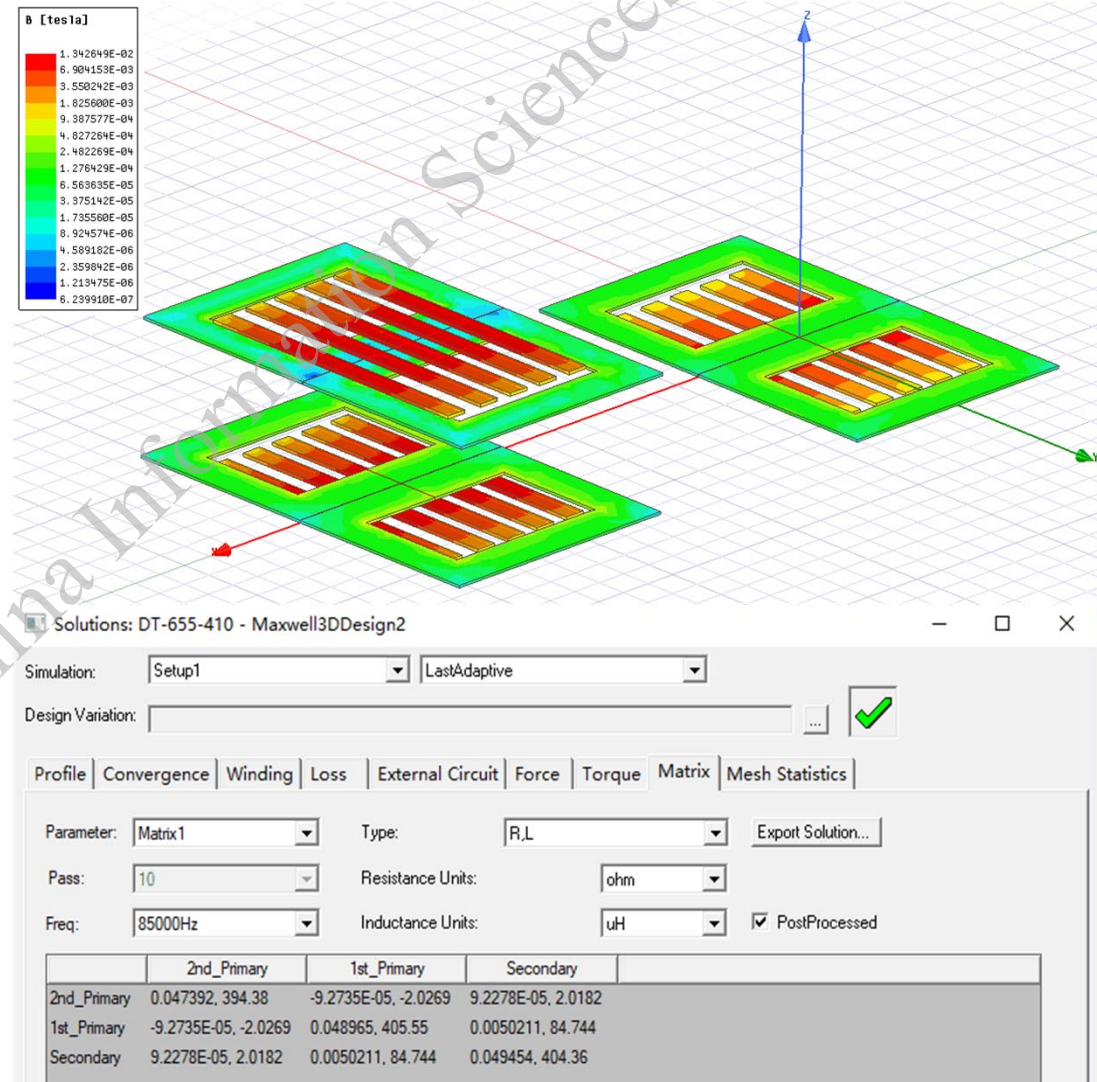 B [tesla]
1.342649E-02
6.904153E-03
3.550242E-03
1.825600E-03
9.387577E-04
4.827264E-04
2.482269E-04
1.276429E-04
6.563635E-05
3.375142E-05
1.735560E-05
8.924574E-06
4.589182E-06
2.359842E-06
1.213475E-06
6.239910E-07
z
ina Information Science
Solutions: DT-655-410 - Maxwell3DDesign2
Simulation: Setup1 LastAdaptive
Design Variation: ...
Profile Convergence Winding Loss External Circuit Force Torque Matrix Mesh Statistics
Parameter: Matrix1 Type: R,L Export Solution...
Pass: 10 Resistance Units: ohm
Freq: 85000Hz Inductance Units: uH PostProcessed
2nd_Primary 1st_Primary Secondary
2nd_Primary 0.047392, 394.38 -9.2735E-05, -2.0269 9.2278E-05, 2.0182
1st_Primary -9.2735E-05, -2.0269 0.048965, 405.55 0.0050211, 84.744
Secondary 9.2278E-05, 2.0182 0.0050211, 84.744 0.049454, 404.36